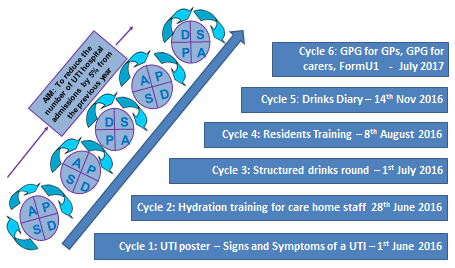 D S
P A
AIM: To reduce the
number of UTI hospital
admissions by 5% from
the previous year
A P
S D
D S
P A
A P
S D
A P
S D
Cycle 6: GPG for GPs, GPG for
carers, FormU1 - July 2017
Cycle 5: Drinks Diary – 14th Nov 2016
Cycle 4: Residents Training – 8th August 2016
Cycle 3: Structured drinks round – 1st July 2016
Cycle 2: Hydration training for care home staff 28th June 2016
Cycle 1: UTI poster – Signs and Symptoms of a UTI – 1st June 2016